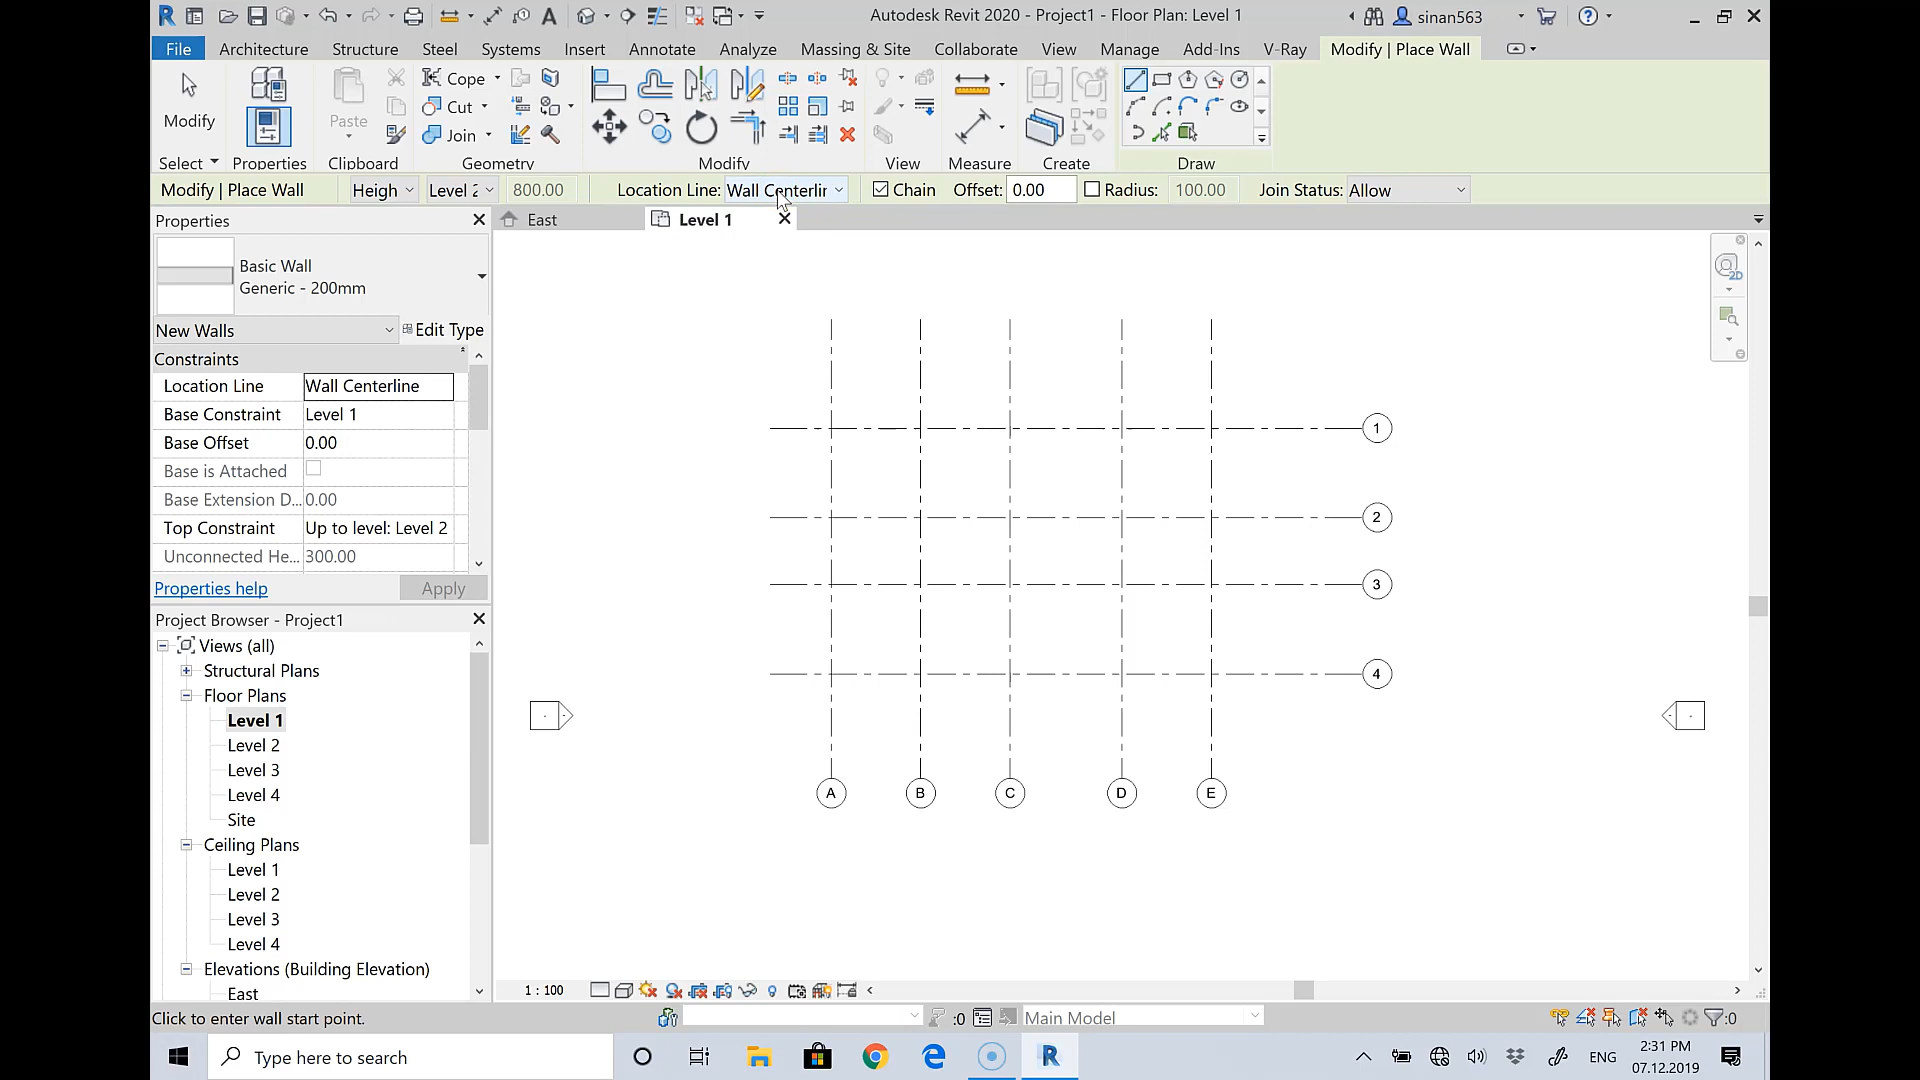 Autodesk Revit 2020 - Project1 - Floor Plan: Level 1
sinan563
File Architecture Structure Steel Systems Insert Annotate Analyze Massing & Site Collaborate View Manage Add-Ins V-Ray Modify | Place Wall
Modify
Paste
Cope
Cut
Join
Select Properties Clipboard Geometry Modify View Measure Create Draw
Modify | Place Wall Heigh Level 2 800.00 Location Line: Wall Centerlir Chain Offset: 0.00 Radius: 100.00 Join Status: Allow
Properties
East
Level 1
Basic Wall
Generic - 200mm
New Walls
Edit Type
Constraints
Location Line Wall Centerline
Base Constraint Level 1
Base Offset 0.00
Base is Attached
Base Extension D... 0.00
Top Constraint Up to level: Level 2
Unconnected He... 300.00
Properties help
Apply
Project Browser - Project1
Views (all)
Structural Plans
Floor Plans
Level 1
Level 2
Level 3
Level 4
Site
Ceiling Plans
Level 1
Level 2
Level 3
Level 4
Elevations (Building Elevation)
East
2D
1
2
3
4
A B C D E
1 : 100
Click to enter wall start point.
:0
Main Model
:0
Type here to search
ENG
2:31 PM
07.12.2019